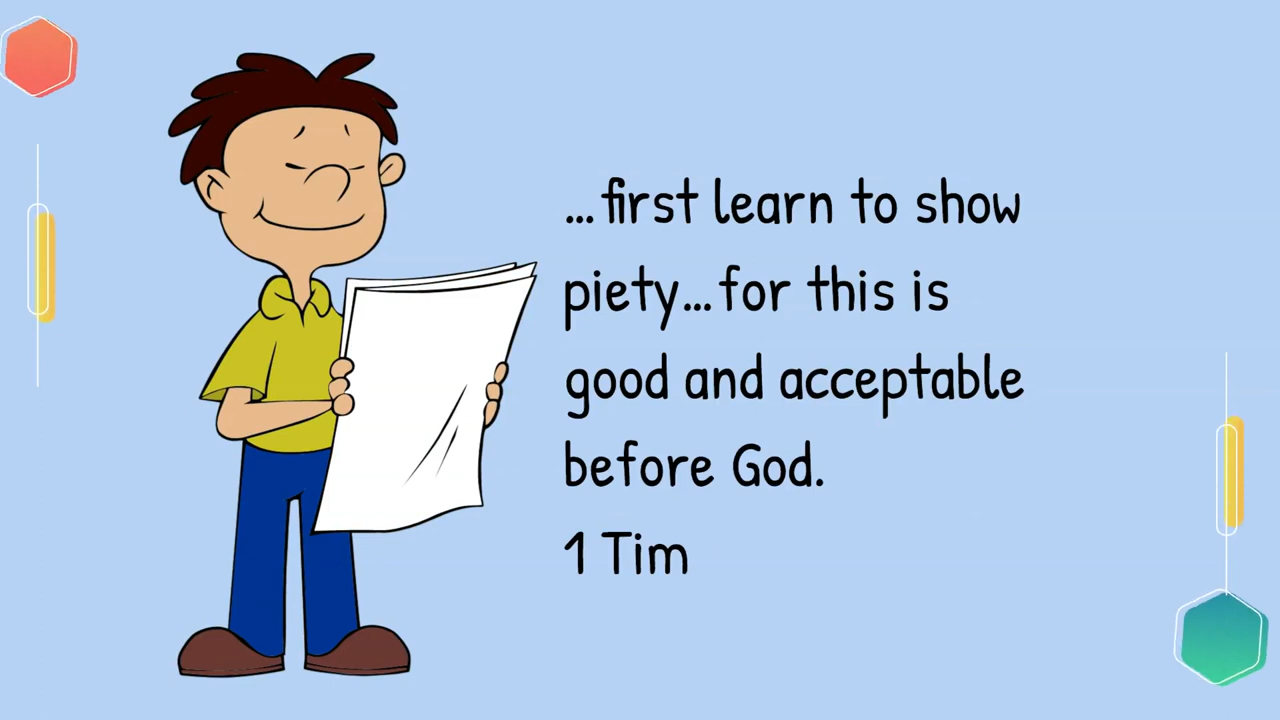 ...first learn to show
piety...for this is
good and acceptable
before God.
1 Tim